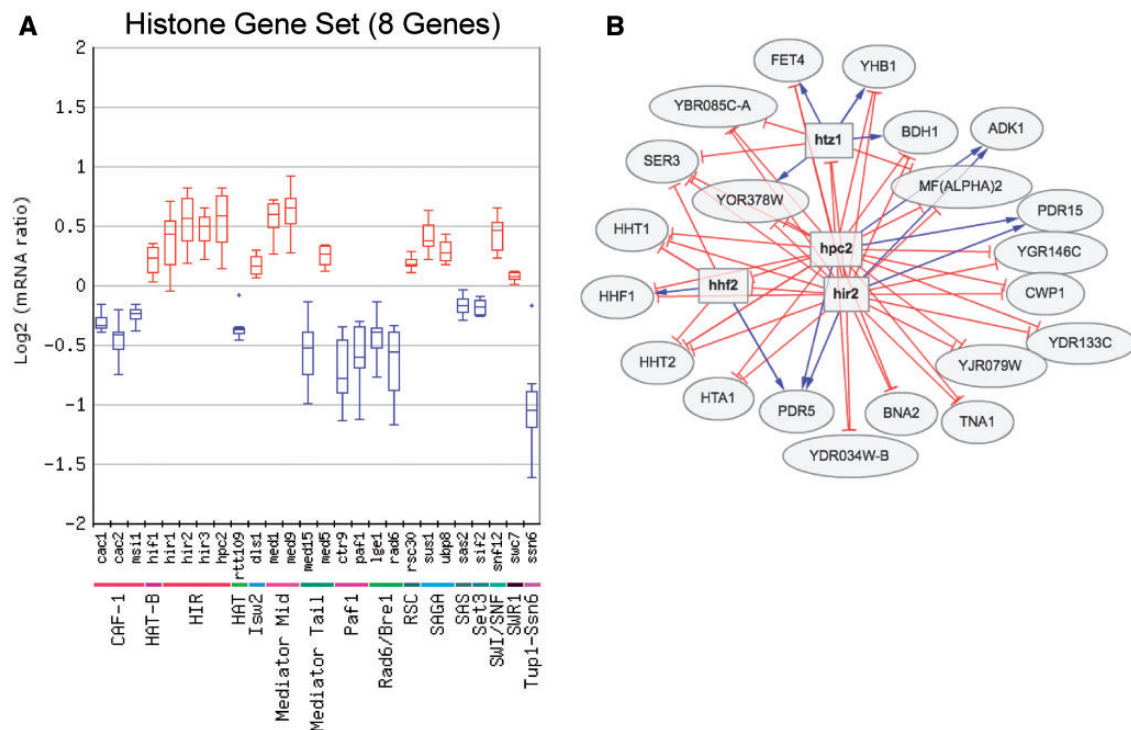 A
Histone Gene Set (8 Genes)
Log2 (mRNA ratio)
2
1.5
1
0.5
0
-0.5
-1
-1.5
-2
cac1
cac2
msi1
hif1
hir1
hir2
hir3
hpc2
rtt109
dls1
med1
med9
med15
med5
ctr9
paf1
lge1
rad6
rsc30
sus1
ubp8
sas2
sif2
snf12
swc7
ssn6
CAF-1
HAT-B
HIR
HAT
Isw2
Mediator Mid
Mediator Tail
Paf1
Rad6/Bre1
RSC
SAGA
SAS
Set3
SWI/SNF
SWR1
Tup1-Ssn6
B
FET4
YHB1
YBR085C-A
htz1
BDH1
ADK1
SER3
MF(ALPHA)2
YOR378W
PDR15
HHT1
hpc2
YGR146C
HHF1
hhf2
hir2
CWP1
YDR133C
HHT2
YJR079W
HTA1
PDR5
BNA2
TNA1
YDR034W-B